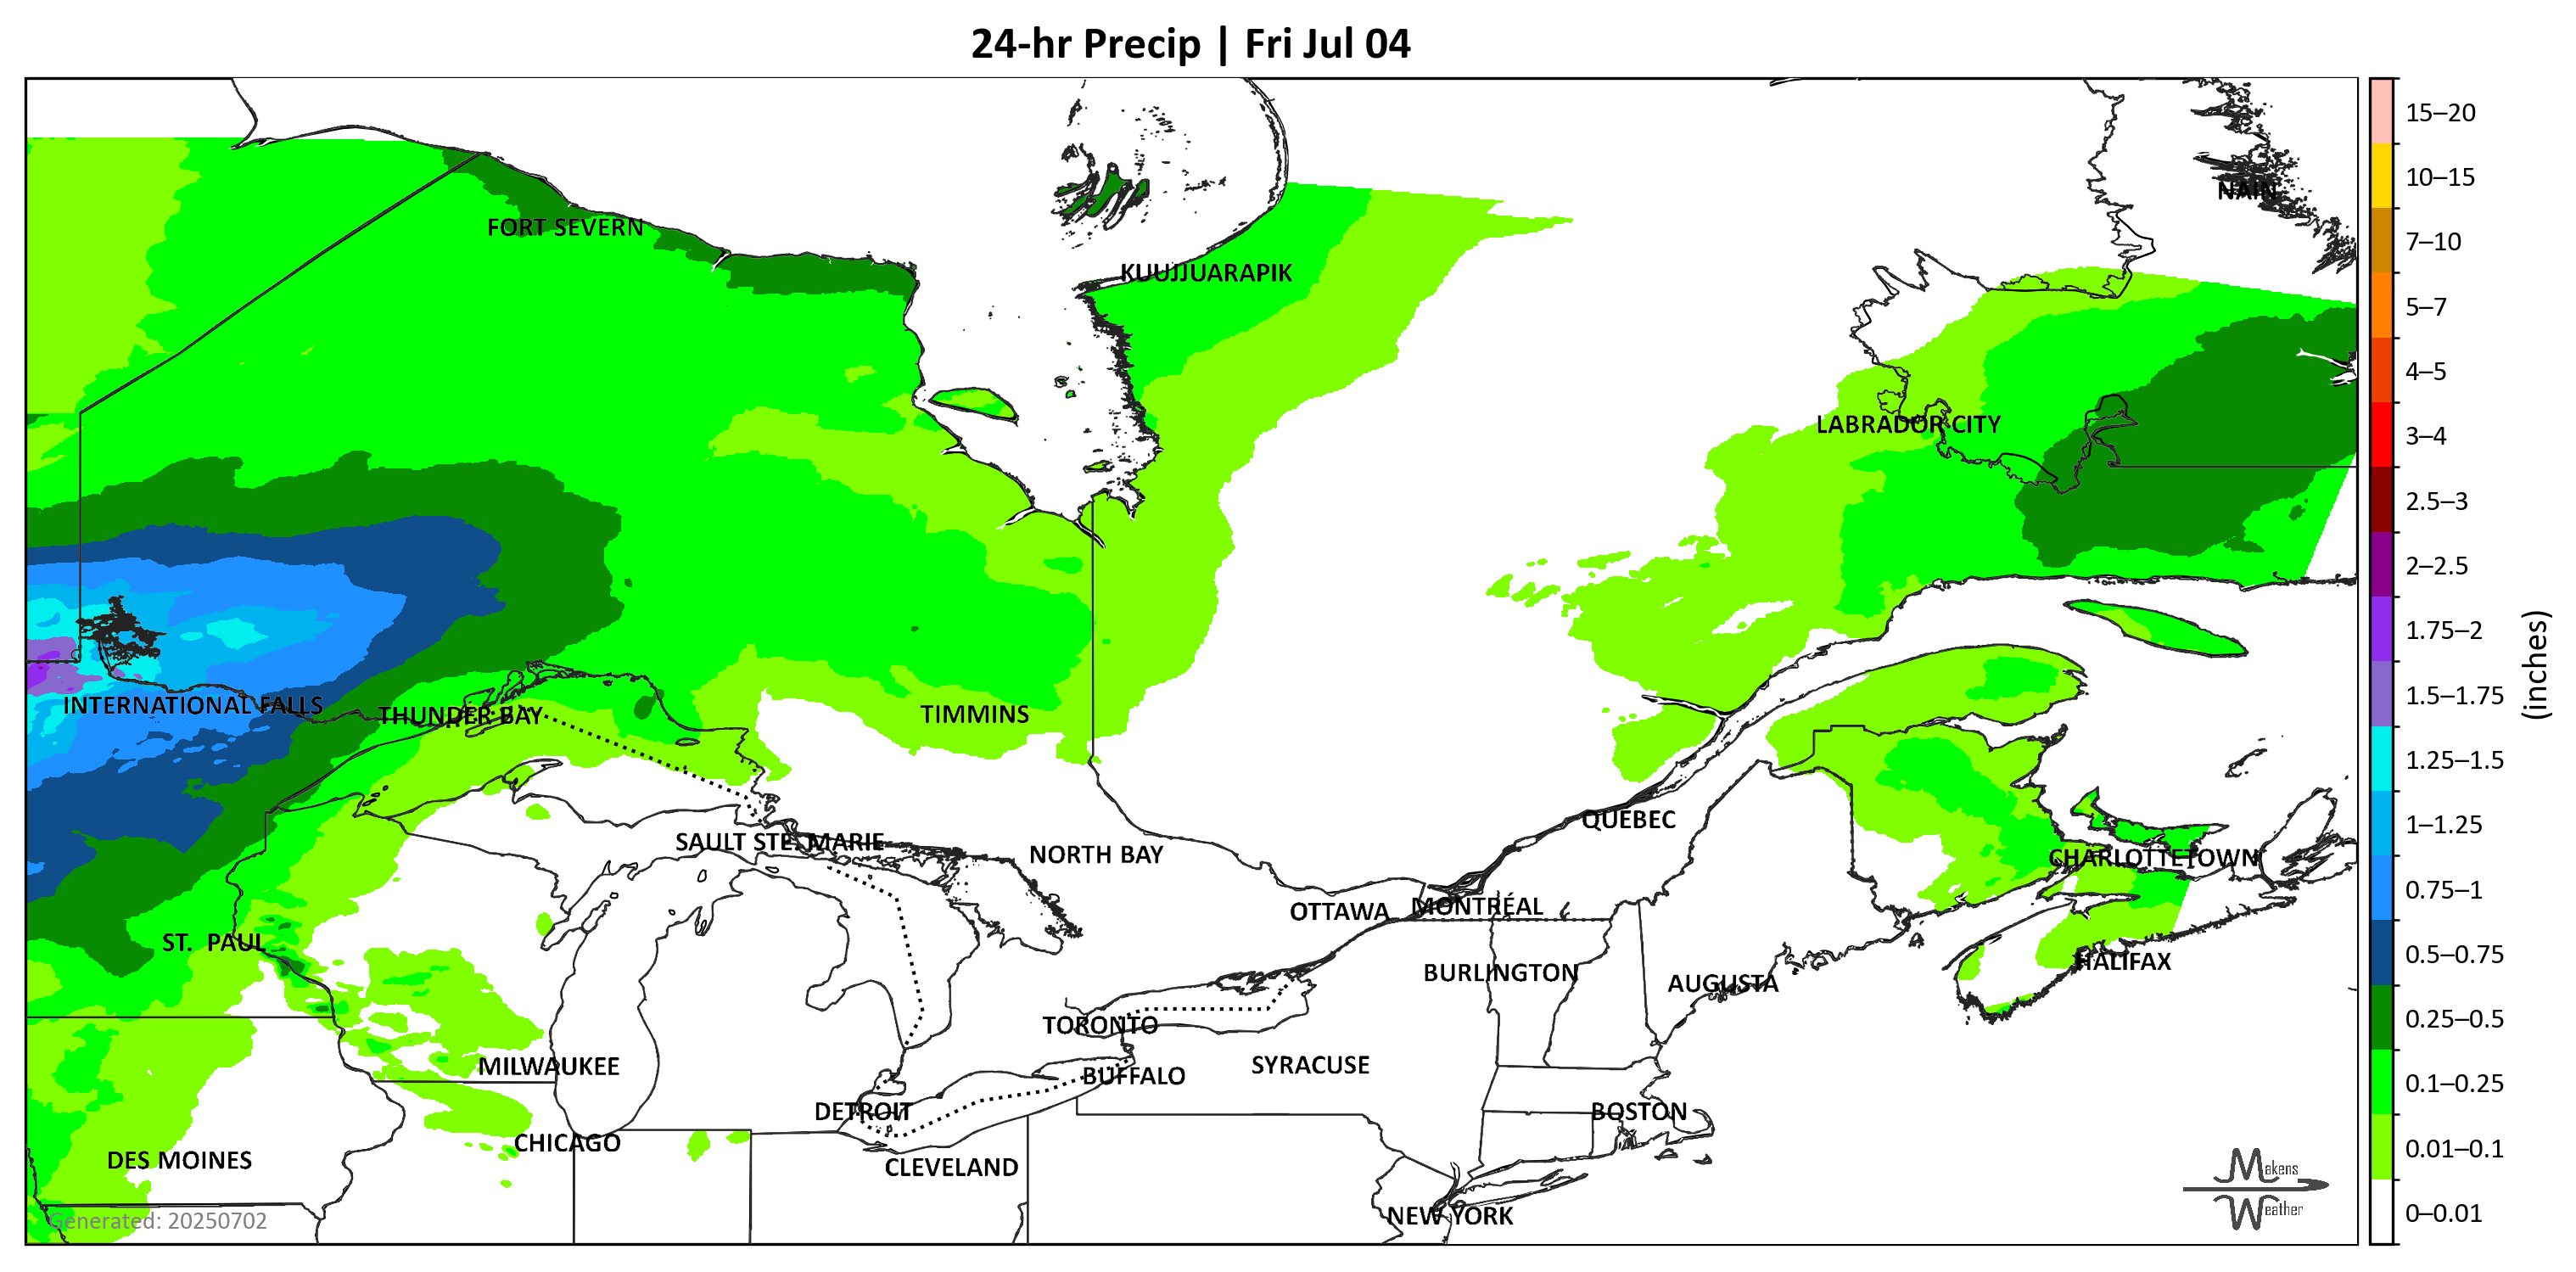 24-hr Precip | Fri Jul 04
NAIN
FORT SEVERN
KUUJJUARAPIK
LABRADOR CITY
INTERNATIONAL FALLS
THUNDER BAY
TIMMINS
SAULT STE. MARIE
NORTH BAY
QUEBEC
CHARLOTTETOWN
OTTAWA
MONTRÉAL
ST. PAUL
BURLINGTON
AUGUSTA
HALIFAX
TORONTO
MILWAUKEE
BUFFALO
SYRACUSE
DETROIT
BOSTON
CHICAGO
DES MOINES
CLEVELAND
NEW YORK
Generated: 20250702
Makens
Weather
15–20
10–15
7–10
5–7
4–5
3–4
2.5–3
2–2.5
1.75–2
1.5–1.75
1.25–1.5
1–1.25
0.75–1
0.5–0.75
0.25–0.5
0.1–0.25
0.01–0.1
0–0.01
(inches)